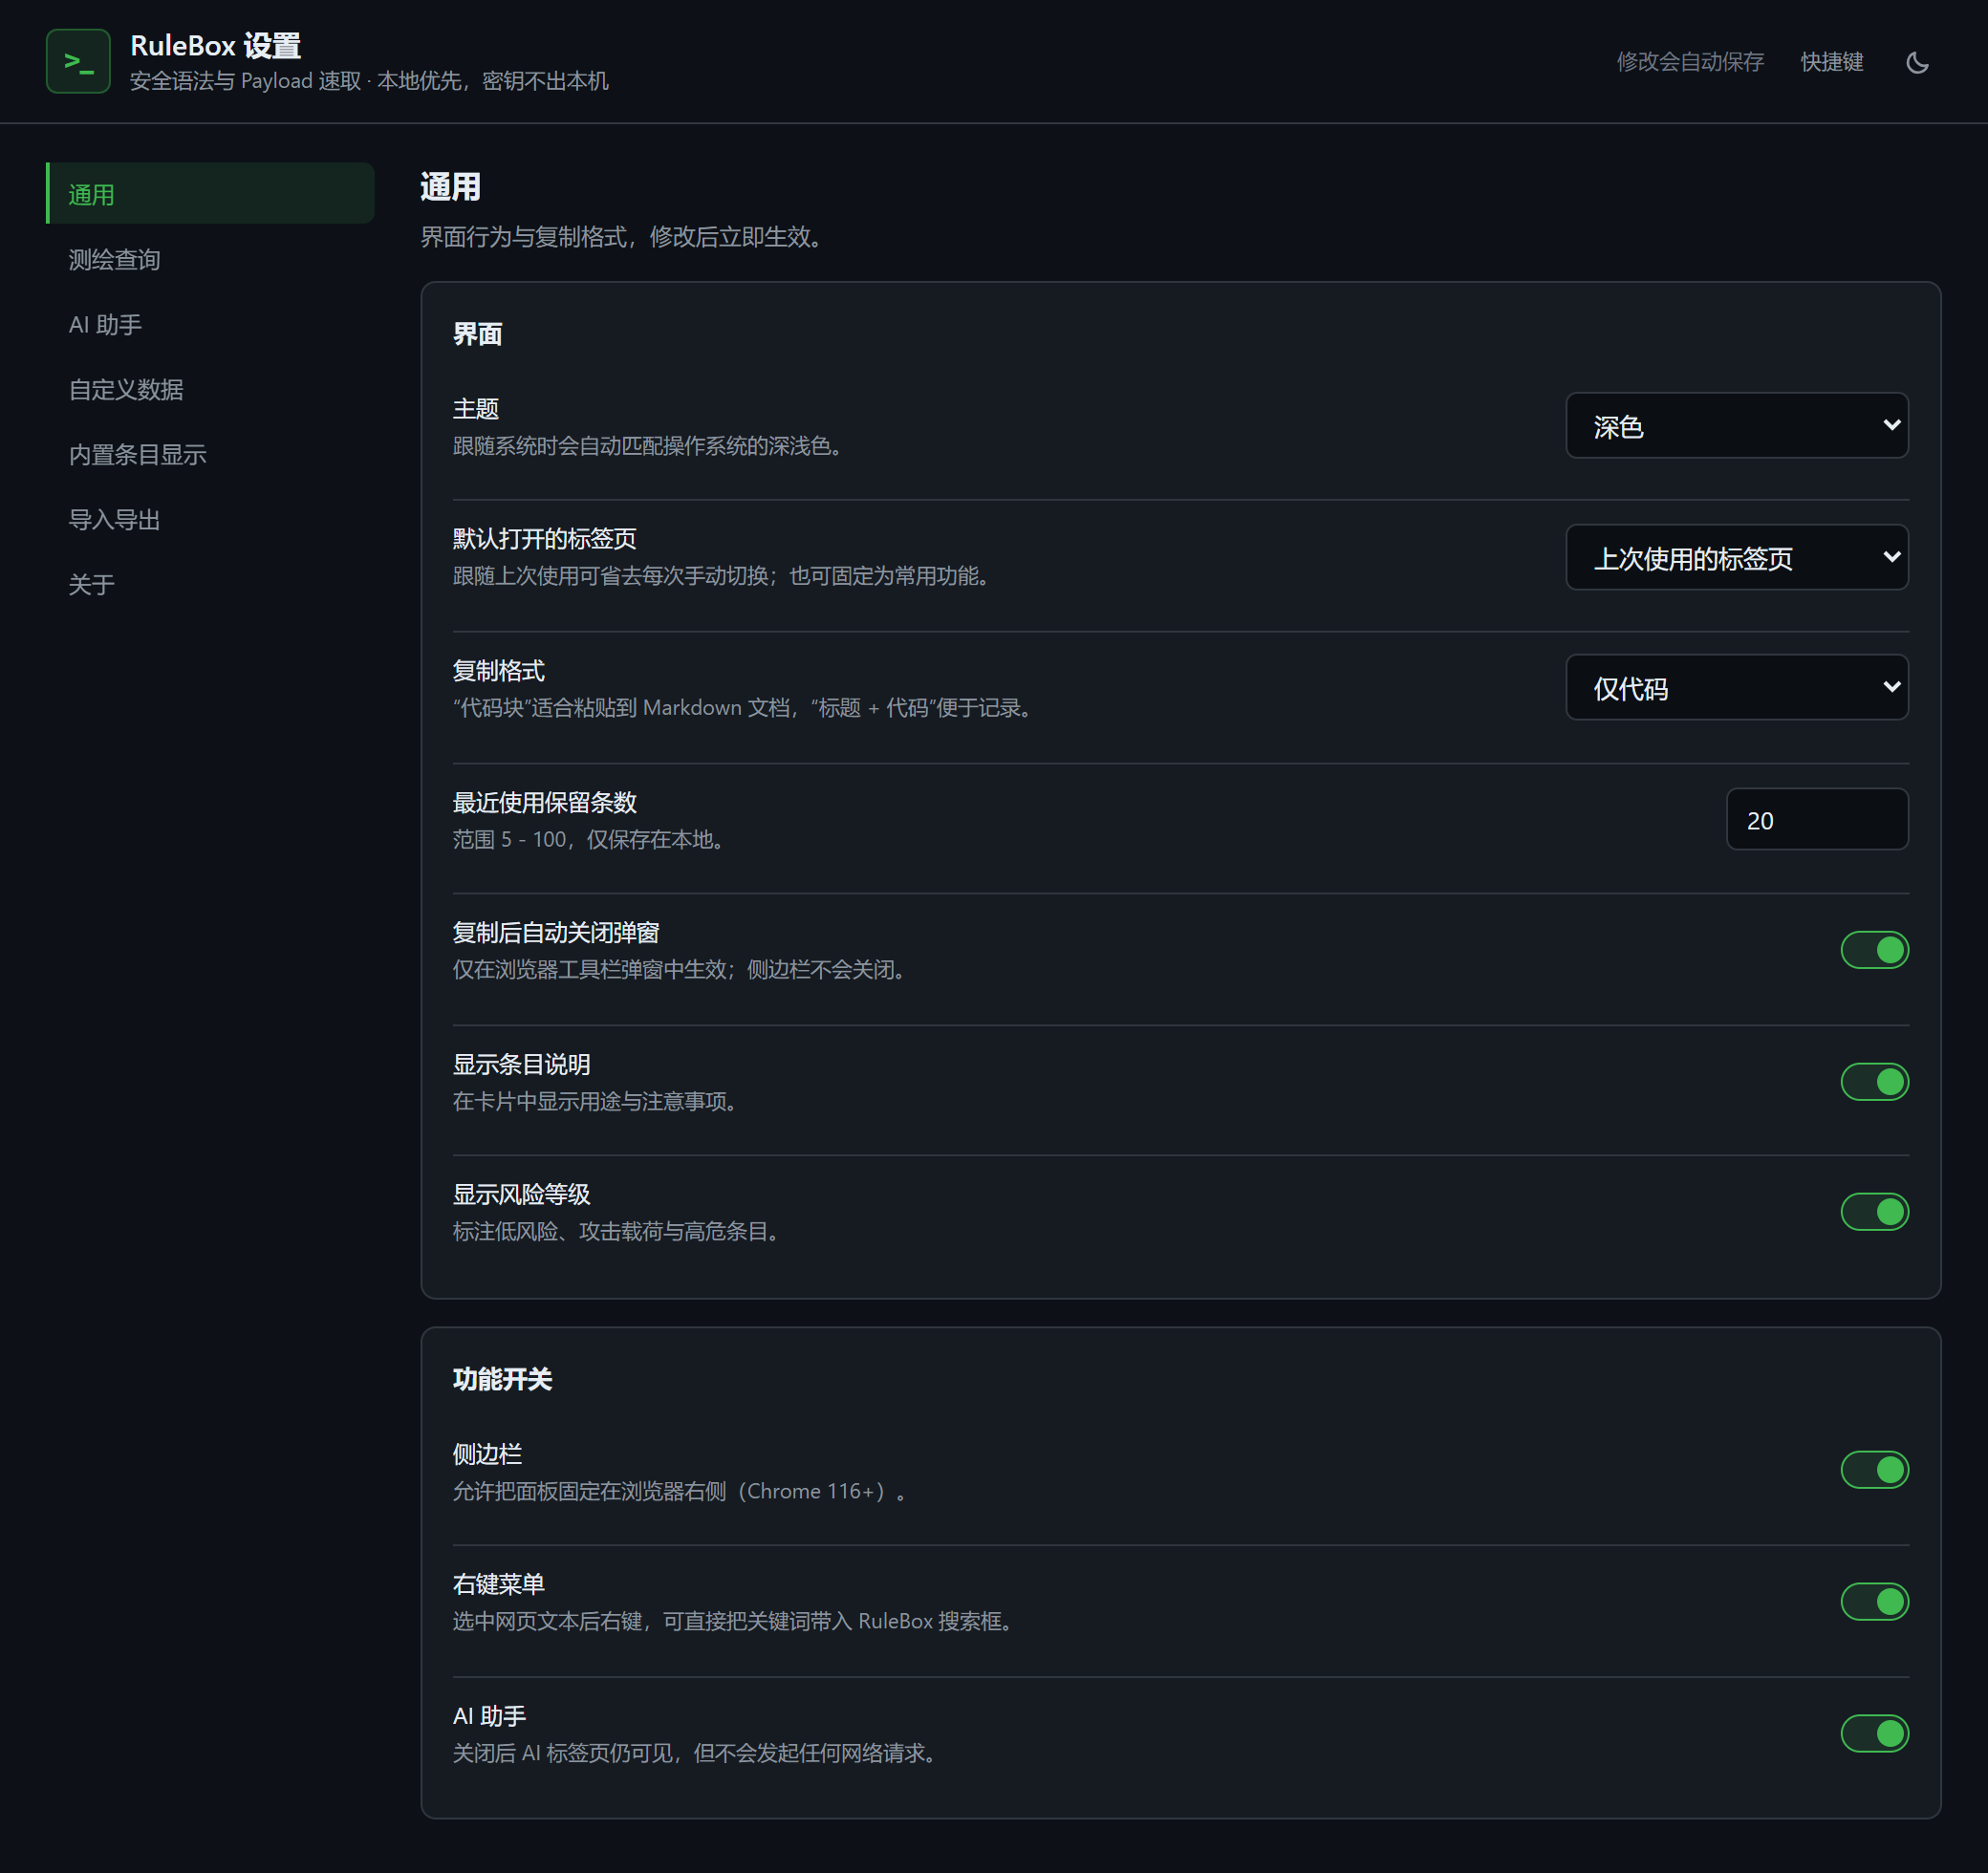 >_
RuleBox 设置
安全语法与 Payload 速取 · 本地优先，密钥不出本机
修改会自动保存
快捷键
通用
测绘查询
AI 助手
自定义数据
内置条目显示
导入导出
关于
通用
界面行为与复制格式，修改后立即生效。
界面
主题
跟随系统时会自动匹配操作系统的深浅色。
深色
默认打开的标签页
跟随上次使用可省去每次手动切换；也可固定为常用功能。
上次使用的标签页
复制格式
“代码块”适合粘贴到 Markdown 文档，“标题 + 代码”便于记录。
仅代码
最近使用保留条数
范围 5 - 100，仅保存在本地。
20
复制后自动关闭弹窗
仅在浏览器工具栏弹窗中生效；侧边栏不会关闭。
显示条目说明
在卡片中显示用途与注意事项。
显示风险等级
标注低风险、攻击载荷与高危条目。
功能开关
侧边栏
允许把面板固定在浏览器右侧（Chrome 116+）。
右键菜单
选中网页文本后右键，可直接把关键词带入 RuleBox 搜索框。
AI 助手
关闭后 AI 标签页仍可见，但不会发起任何网络请求。